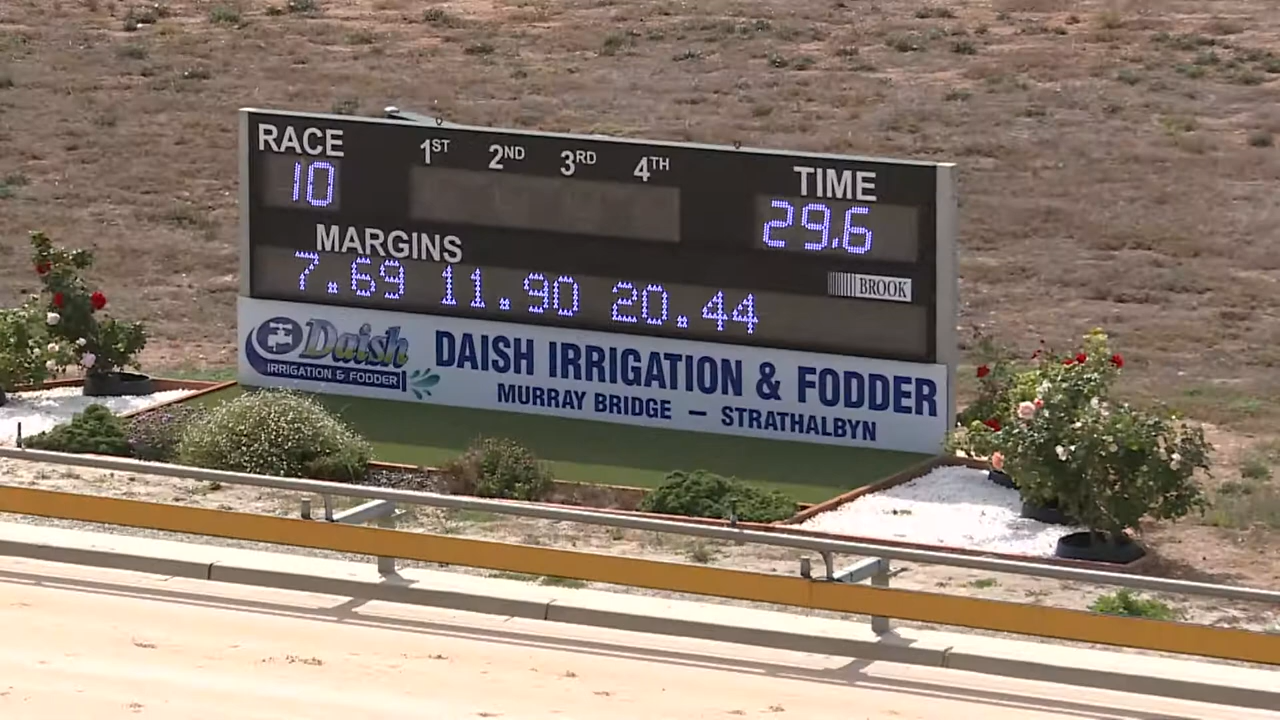 RACE 1ST 2ND 3RD 4TH TIME
10 29.6
MARGINS
7.69 11.90 20.44
BROOK
Daish
IRRIGATION & FODDER
DAISH IRRIGATION & FODDER
MURRAY BRIDGE – STRATHALBYN